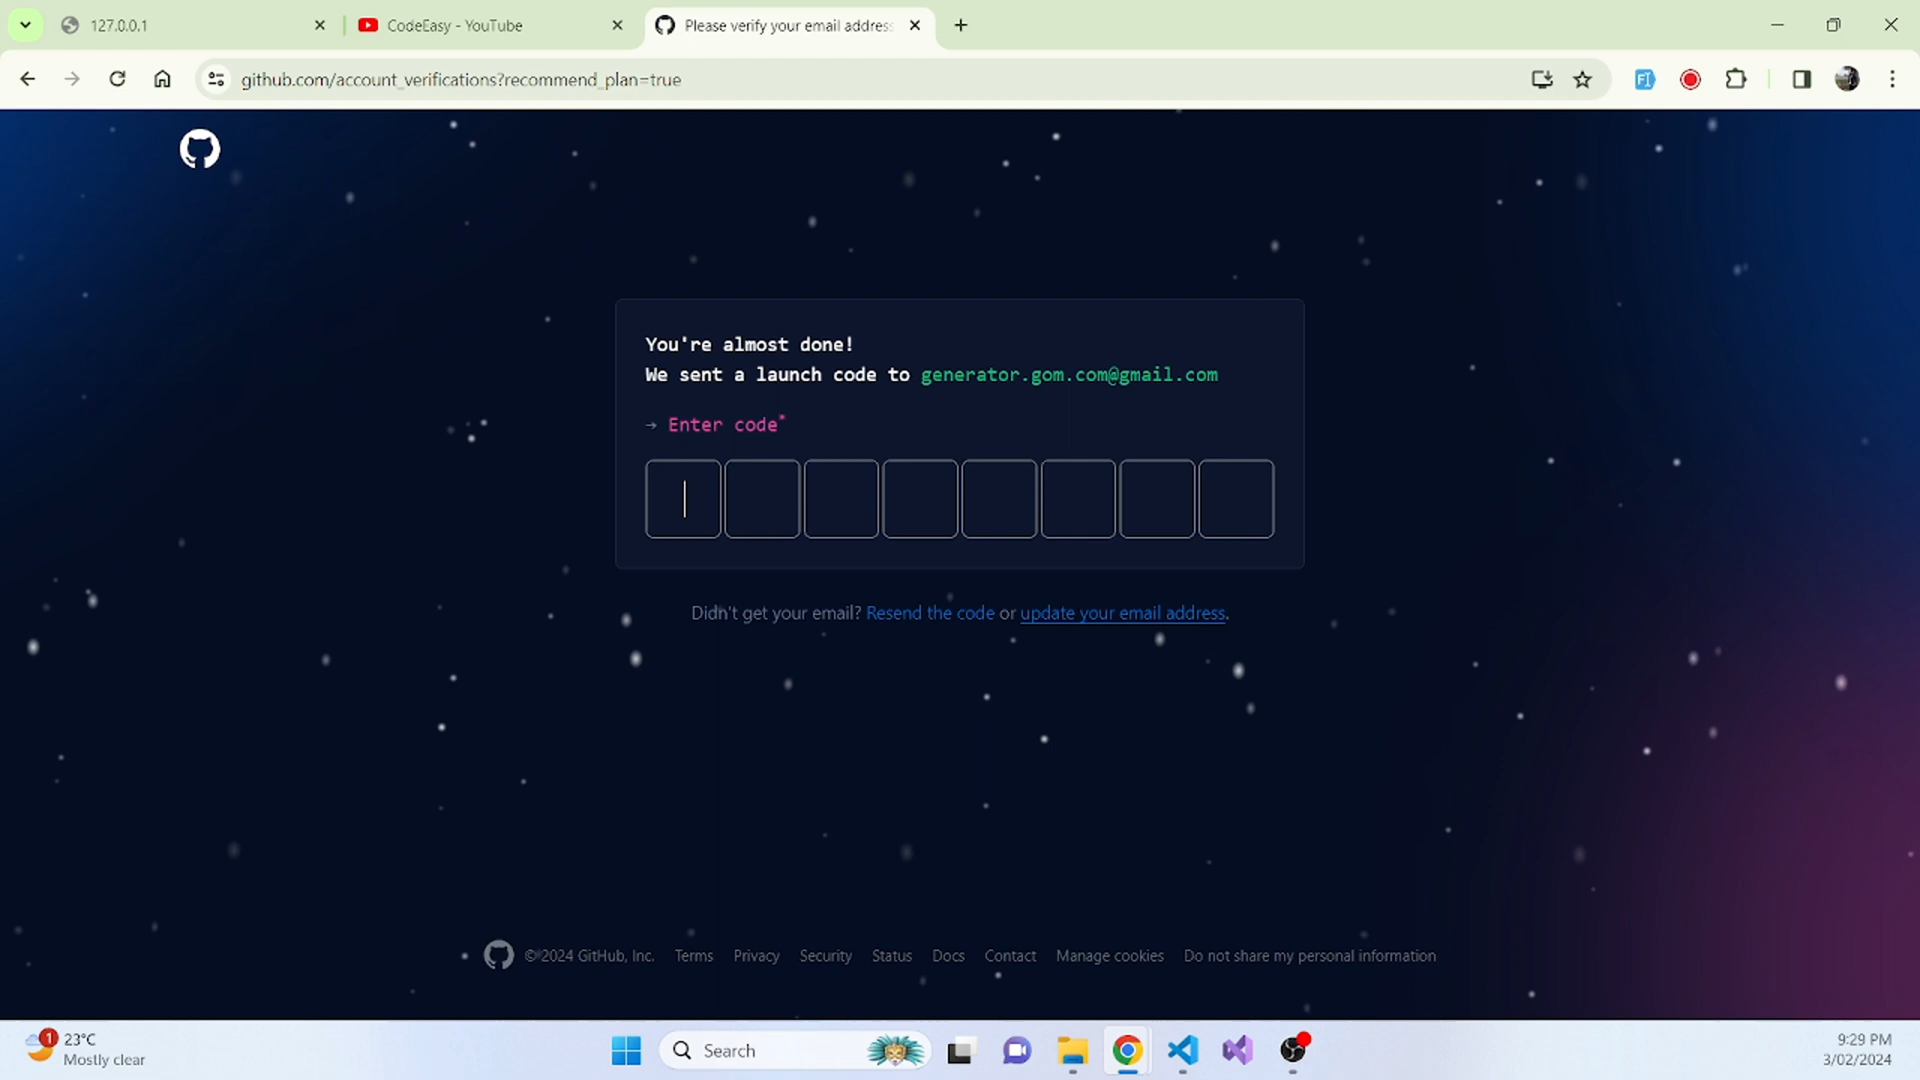 127.0.0.1
CodeEasy - YouTube
Please verify your email address
github.com/account_verifications?recommend_plan=true
You're almost done!
We sent a launch code to generator.gom.com@gmail.com
→ Enter code*
Didn't get your email? Resend the code or update your email address.
© 2024 GitHub, Inc. Terms Privacy Security Status Docs Contact Manage cookies Do not share my personal information
1
23°C
Mostly clear
Search
9:29 PM
3/02/2024